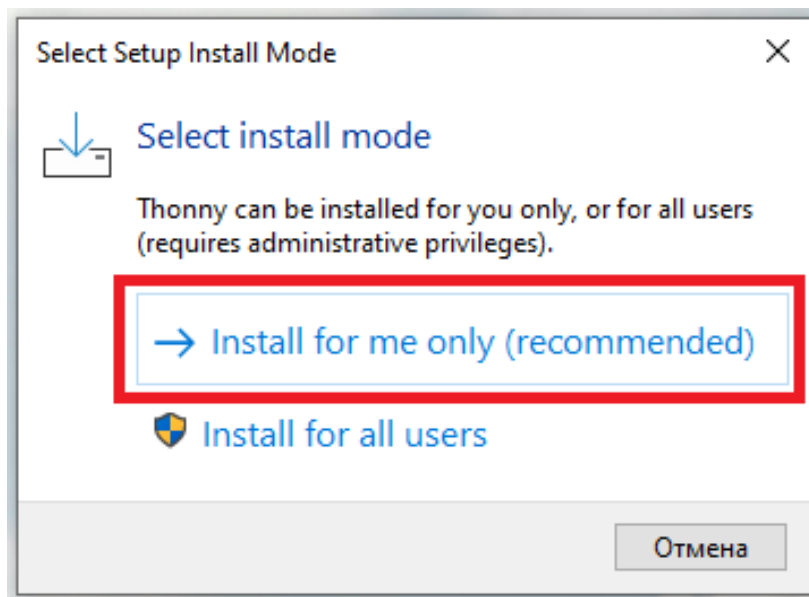 Select Setup Install Mode
Select install mode
Thonny can be installed for you only, or for all users
(requires administrative privileges).
Install for me only (recommended)
Install for all users
Отмена